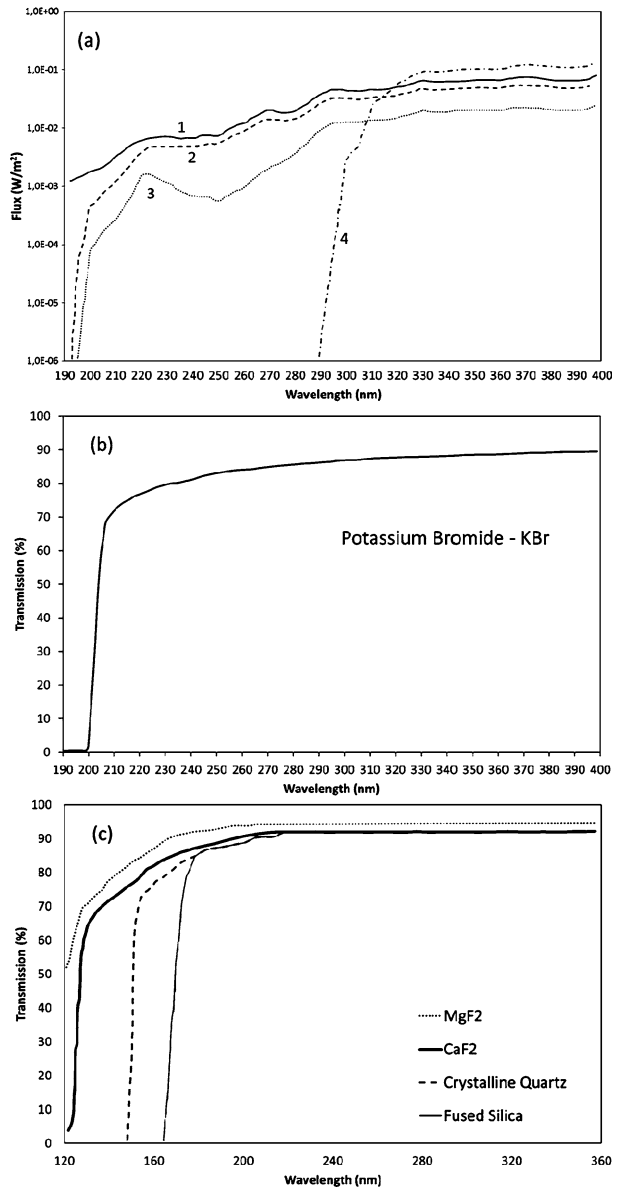 (a)
1,0E+00
1,0E-01
1,0E-02
1,0E-03
1,0E-04
1,0E-05
1,0E-06
Flux (W/m²)
1
2
3
4
190 200 210 220 230 240 250 260 270 280 290 300 310 320 330 340 350 360 370 380 390 400
Wavelength (nm)
(b)
100
90
80
70
60
50
40
30
20
10
0
Transmission (%)
Potassium Bromide - KBr
190 200 210 220 230 240 250 260 270 280 290 300 310 320 330 340 350 360 370 380 390 400
Wavelength (nm)
(c)
100
90
80
70
60
50
40
30
20
10
0
Transmission (%)
MgF2
CaF2
Crystalline Quartz
Fused Silica
120 160 200 240 280 320 360
Wavelength (nm)